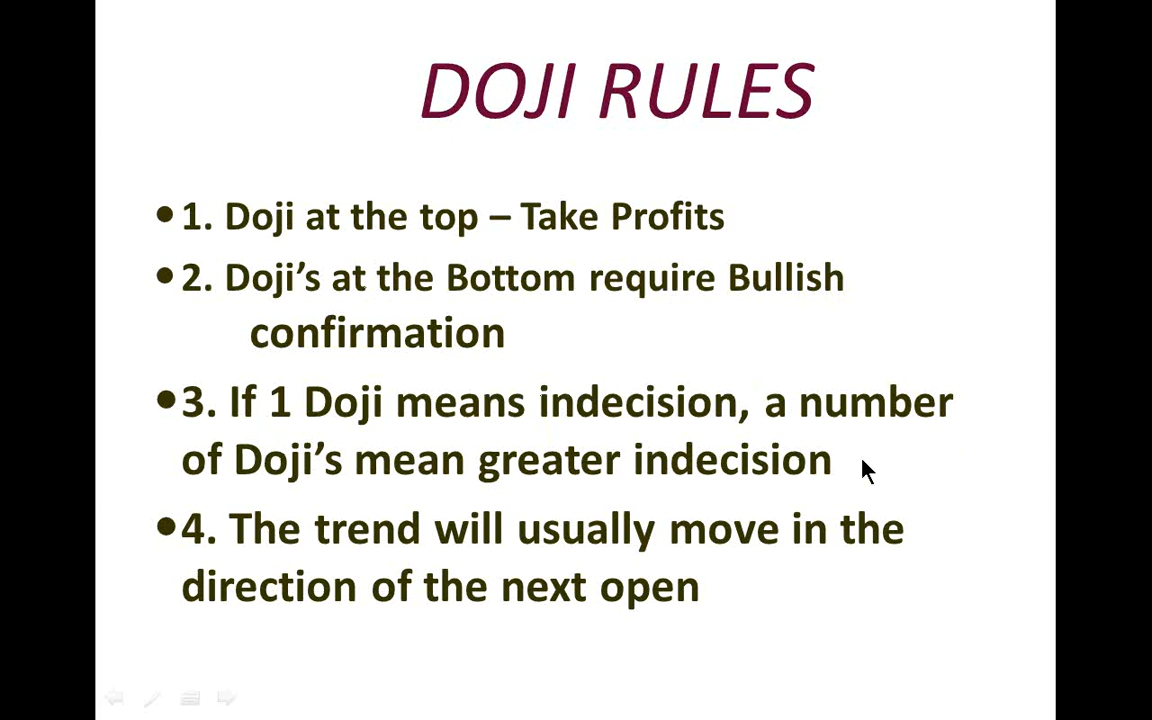 DOJI RULES
• 1. Doji at the top – Take Profits
• 2. Doji’s at the Bottom require Bullish
confirmation
• 3. If 1 Doji means indecision, a number
of Doji’s mean greater indecision
• 4. The trend will usually move in the
direction of the next open